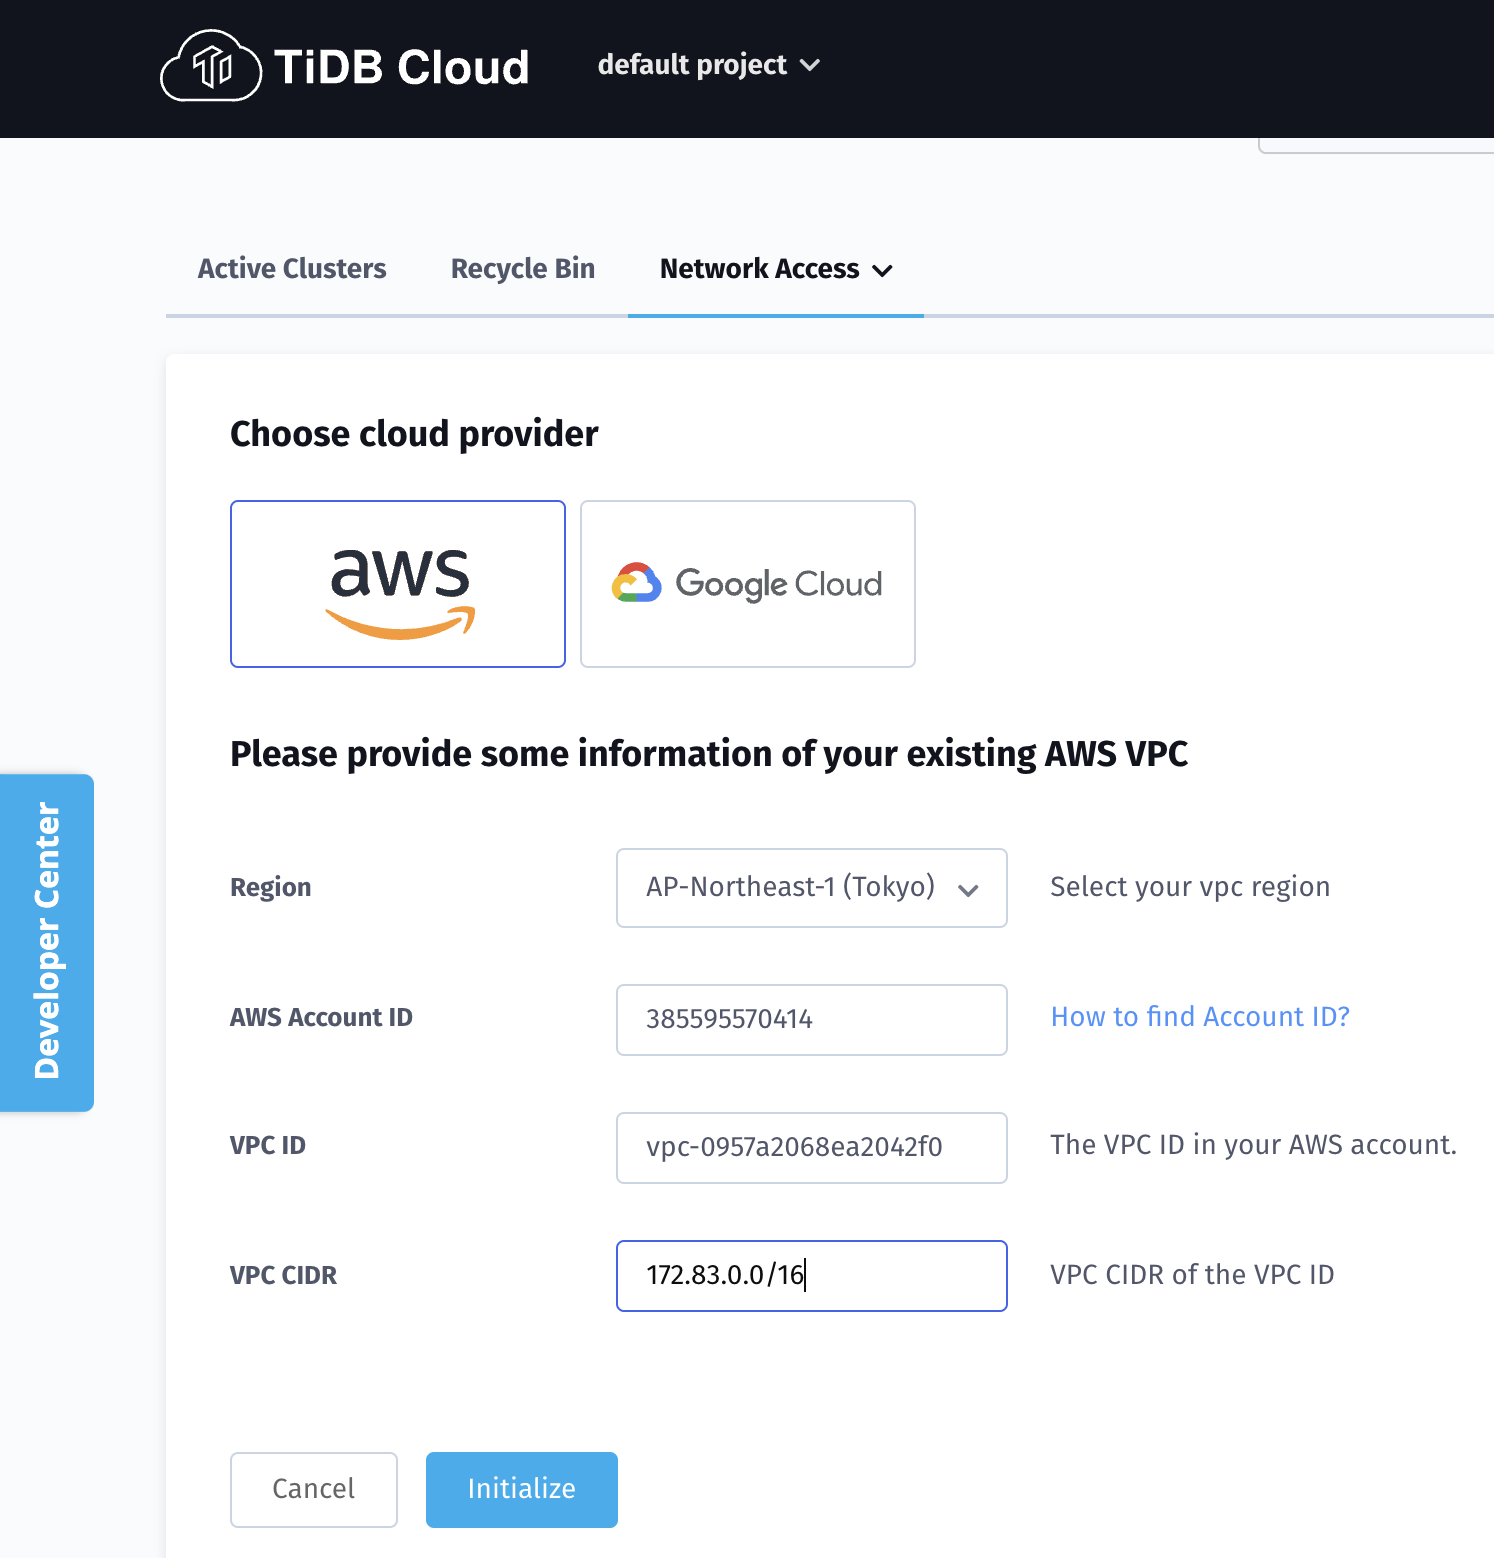 TiDB Cloud
default project
Active Clusters
Recycle Bin
Network Access
Choose cloud provider
aws
Google Cloud
Please provide some information of your existing AWS VPC
Developer Center
Region
AP-Northeast-1 (Tokyo)
Select your vpc region
AWS Account ID
385595570414
How to find Account ID?
VPC ID
vpc-0957a2068ea2042f0
The VPC ID in your AWS account.
VPC CIDR
172.83.0.0/16
VPC CIDR of the VPC ID
Cancel
Initialize